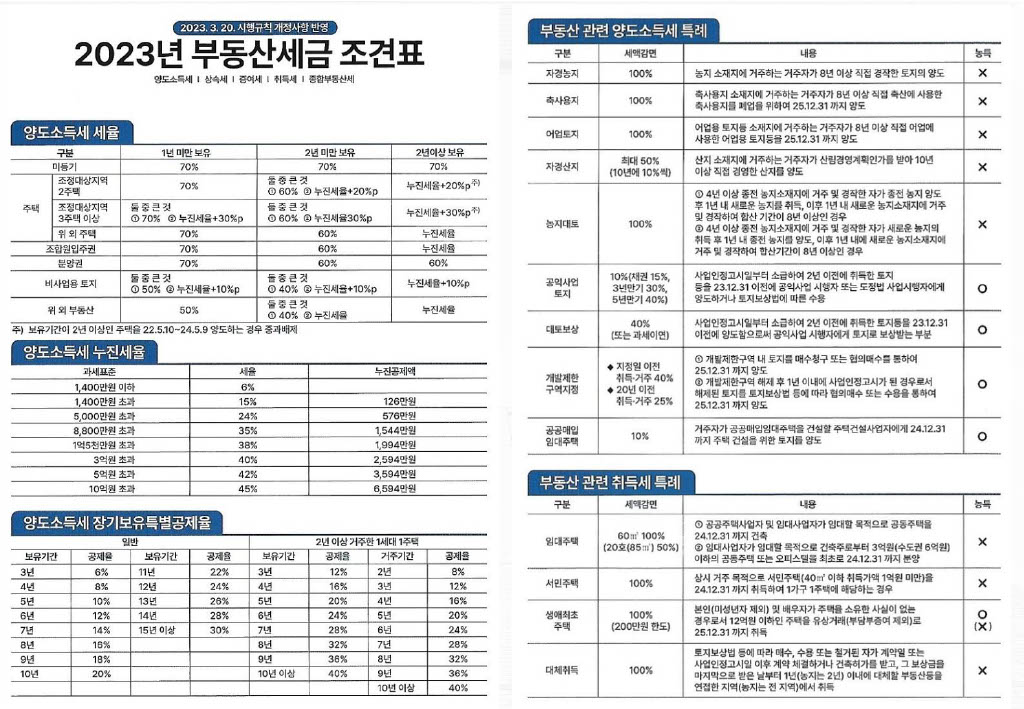 2023. 3. 20. 시행규칙 개정사항 반영
2023년 부동산세금 조견표
양도소득세 I 상속세 I 증여세 I 취득세 I 종합부동산세
양도소득세 세율
구분 1년 미만 보유 2년 미만 보유 2년이상 보유
미등기 70% 70% 70%
주택 조정대상지역 2주택 70% 둘 중 큰 것 ① 60% ② 누진세율+20%p 누진세율+20%p주)
조정대상지역 3주택 이상 둘 중 큰 것 ① 70% ② 누진세율+30%p 둘 중 큰 것 ① 60% ② 누진세율30%p 누진세율+30%p주)
위 외 주택 70% 60% 누진세율
조합원입주권 70% 60% 누진세율
분양권 70% 60% 60%
비사업용 토지 둘 중 큰 것 ① 50% ② 누진세율+10%p 둘 중 큰 것 ① 40% ② 누진세율+10%p 누진세율+10%p
위 외 부동산 50% 둘 중 큰 것 ① 40% ② 누진세율 누진세율
주) 보유기간이 2년 이상인 주택을 22.5.10~24.5.9 양도하는 경우 중과배제
양도소득세 누진세율
과세표준 세율 누진공제액
1,400만원 이하 6%
1,400만원 초과 15% 126만원
5,000만원 초과 24% 576만원
8,800만원 초과 35% 1,544만원
1억5천만원 초과 38% 1,994만원
3억원 초과 40% 2,594만원
5억원 초과 42% 3,594만원
10억원 초과 45% 6,594만원
양도소득세 장기보유특별공제율
일반 2년 이상 거주한 1세대 1주택
보유기간 공제율 보유기간 공제율 보유기간 공제율 거주기간 공제율
3년 6% 11년 22% 3년 12% 2년 8%
4년 8% 12년 24% 4년 16% 3년 12%
5년 10% 13년 26% 5년 20% 4년 16%
6년 12% 14년 28% 6년 24% 5년 20%
7년 14% 15년 이상 30% 7년 28% 6년 24%
8년 16% 8년 32% 7년 28%
9년 18% 9년 36% 8년 32%
10년 20% 10년 이상 40% 9년 36%
10년 이상 40%
부동산 관련 양도소득세 특례
구분 세액감면 내용 농특
자경농지 100% 농지 소재지에 거주하는 거주자가 8년 이상 직접 경작한 토지의 양도 X
축사용지 100% 축사용지 소재지에 거주하는 거주자가 8년 이상 직접 축산에 사용한
축사용지를 폐업을 위하여 25.12.31 까지 양도 X
어업토지 100% 어업용 토지등 소재지에 거주하는 거주자가 8년 이상 직접 어업에
사용한 어업용 토지등을 25.12.31 까지 양도 X
자경산지 최대 50% (10년에 10%씩) 산지 소재지에 거주하는 거주자가 산림경영계획인가를 받아 10년
이상 직접 경영한 산지를 양도 X
농지대토 100% ① 4년 이상 종전 농지소재지에 거주 및 경작한 자가 종전 농지 양도
후 1년 내 새로운 농지를 취득, 이후 1년 내 새로운 농지소재지에 거주
및 경작하여 합산 기간이 8년 이상인 경우
② 4년 이상 종전 농지소재지에 거주 및 경작한 자가 새로운 농지의
취득 후 1년 내 종전 농지를 양도, 이후 1년 내에 새로운 농지소재지에
거주 및 경작하여 합산기간이 8년 이상인 경우 X
공익사업 토지 10%(채권 15%, 3년만기 30%, 5년만기 40%) 사업인정고시일부터 소급하여 2년 이전에 취득한 토지
등을 23.12.31 이전에 공익사업 시행자 또는 도정법 사업시행자에게
양도하거나 토지보상법에 따른 수용 O
대토보상 40% (또는 과세이연) 사업인정고시일부터 소급하여 2년 이전에 취득한 토지등을 23.12.31
이전에 양도함으로써 공익사업 시행자에게 토지로 보상받는 부분 O
개발제한 구역지정 ◆ 지정일 이전 취득·거주 40% ◆ 20년 이전 취득·거주 25% ① 개발제한구역 내 토지를 매수청구 또는 협의매수를 통하여
25.12.31 까지 양도
② 개발제한구역 해제 후 1년 이내에 사업인정고시가 된 경우로서
해제된 토지를 토지보상법 등에 따라 협의매수 또는 수용을 통하여
25.12.31 까지 양도 O
공공매입 임대주택 10% 거주자가 공공매입임대주택을 건설할 주택건설사업자에게 24.12.31
까지 주택 건설을 위한 토지를 양도 O
부동산 관련 취득세 특례
구분 세액감면 내용 농특
임대주택 60㎡ 100% (20호(85㎡) 50%) ① 공공주택사업자 및 임대사업자가 임대할 목적으로 공동주택을
24.12.31 까지 건축
② 임대사업자가 임대할 목적으로 건축주로부터 3억원(수도권 6억원)
이하의 공동주택 또는 오피스텔을 최초로 24.12.31 까지 분양 X
서민주택 100% 상시 거주 목적으로 서민주택(40㎡ 이하 취득가액 1억원 미만)을
24.12.31 까지 취득하여 1가구 1주택에 해당하는 경우 X
생애최초 주택 100% (200만원 한도) 본인(미성년자 제외) 및 배우자가 주택을 소유한 사실이 없는
경우로서 12억원 이하인 주택을 유상거래(부담부증여 제외)로
25.12.31 까지 취득 O (X)
대체취득 100% 토지보상법 등에 따라 매수, 수용 또는 철거된 자가 계약일 또는
사업인정고시일 이후 계약 체결하거나 건축허가를 받고, 그 보상금을
마지막으로 받은 날부터 1년(농지는 2년) 이내에 대체할 부동산등을
연접한 지역(농지는 전 지역)에서 취득 X